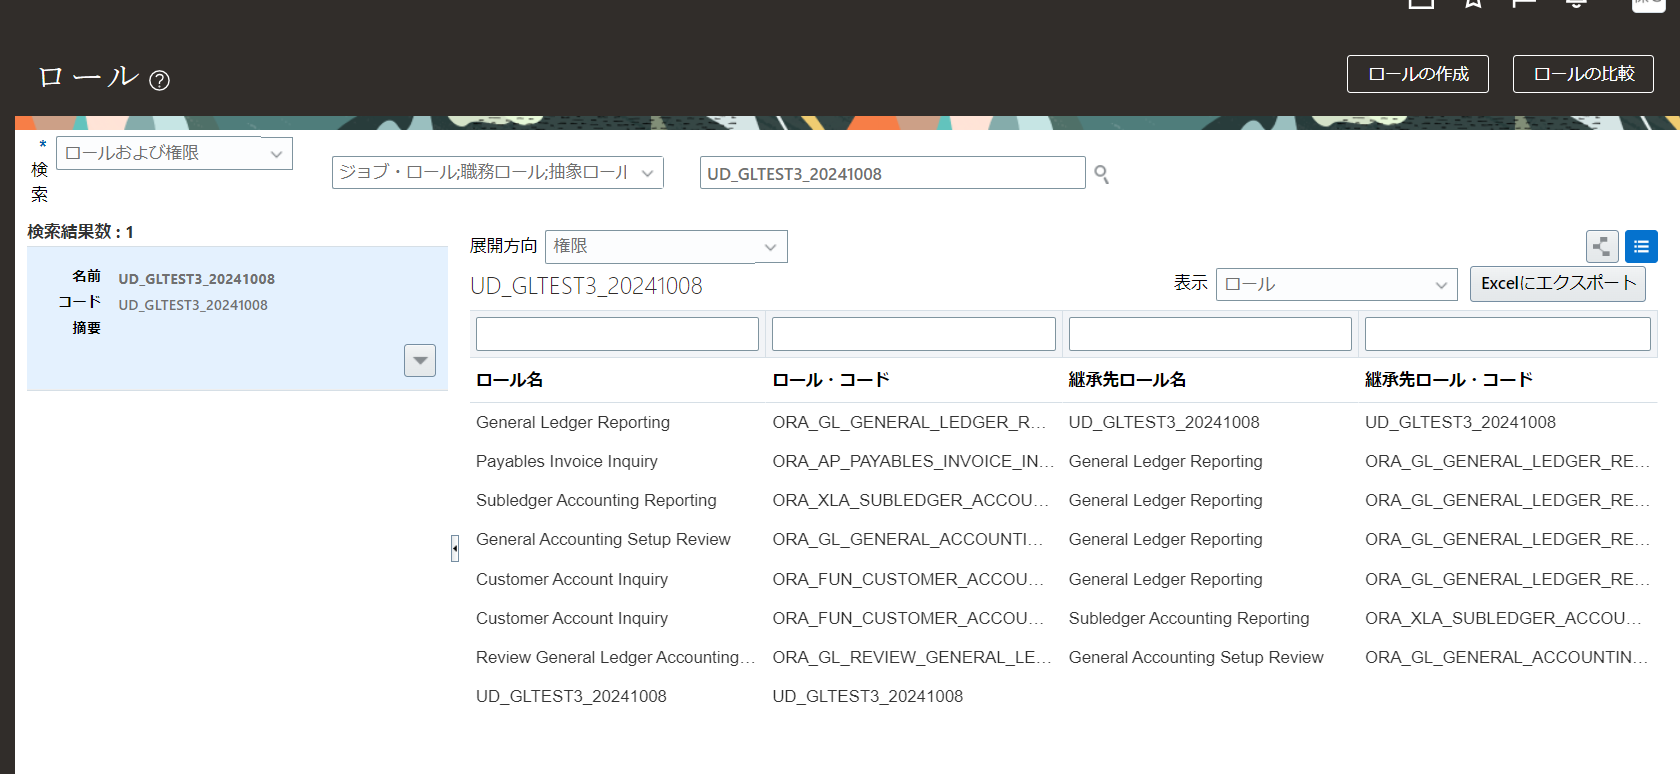 ロール ?
ロールの作成
ロールの比較
* 検索
ロールおよび権限
ジョブ・ロール;職務ロール;抽象ロール
UD_GLTEST3_20241008
検索結果数 : 1
名前 UD_GLTEST3_20241008
コード UD_GLTEST3_20241008
摘要
展開方向 権限
UD_GLTEST3_20241008
表示 ロール
Excelにエクスポート
ロール名 ロール・コード 継承先ロール名 継承先ロール・コード
General Ledger Reporting ORA_GL_GENERAL_LEDGER_R... UD_GLTEST3_20241008 UD_GLTEST3_20241008
Payables Invoice Inquiry ORA_AP_PAYABLES_INVOICE_IN... General Ledger Reporting ORA_GL_GENERAL_LEDGER_RE...
Subledger Accounting Reporting ORA_XLA_SUBLEDGER_ACCOU... General Ledger Reporting ORA_GL_GENERAL_LEDGER_RE...
General Accounting Setup Review ORA_GL_GENERAL_ACCOUNTI... General Ledger Reporting ORA_GL_GENERAL_LEDGER_RE...
Customer Account Inquiry ORA_FUN_CUSTOMER_ACCOU... General Ledger Reporting ORA_GL_GENERAL_LEDGER_RE...
Customer Account Inquiry ORA_FUN_CUSTOMER_ACCOU... Subledger Accounting Reporting ORA_XLA_SUBLEDGER_ACCOU...
Review General Ledger Accounting... ORA_GL_REVIEW_GENERAL_LE... General Accounting Setup Review ORA_GL_GENERAL_ACCOUNTIN...
UD_GLTEST3_20241008 UD_GLTEST3_20241008